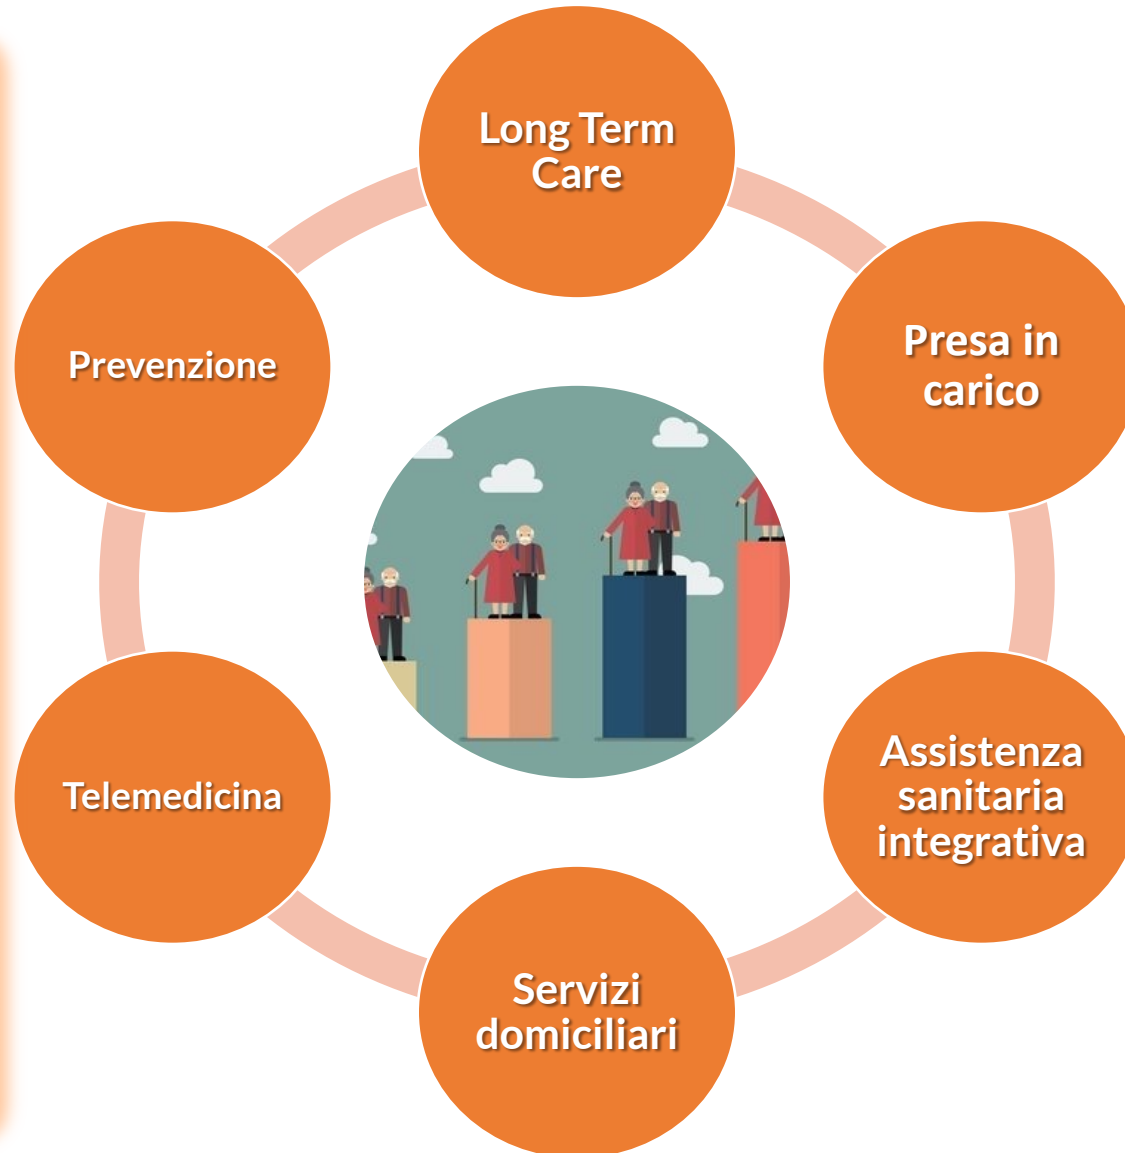 Long Term
Care
Presa in
carico
Assistenza
sanitaria
integrativa
Servizi
domiciliari
Telemedicina
Prevenzione